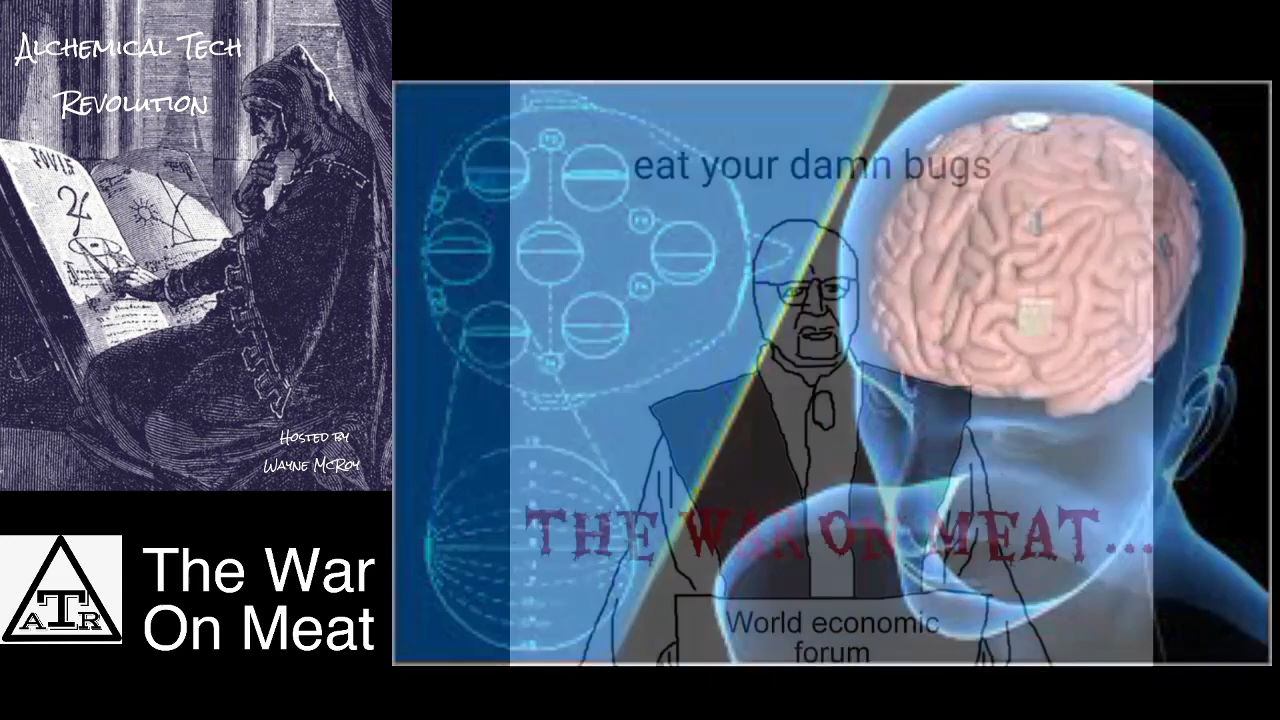 Alchemical Tech
Revolution
Hosted by
Wayne McRoy
ATR
The War
On Meat
eat your damn bugs
THE WAR ON MEAT...
World economic
forum